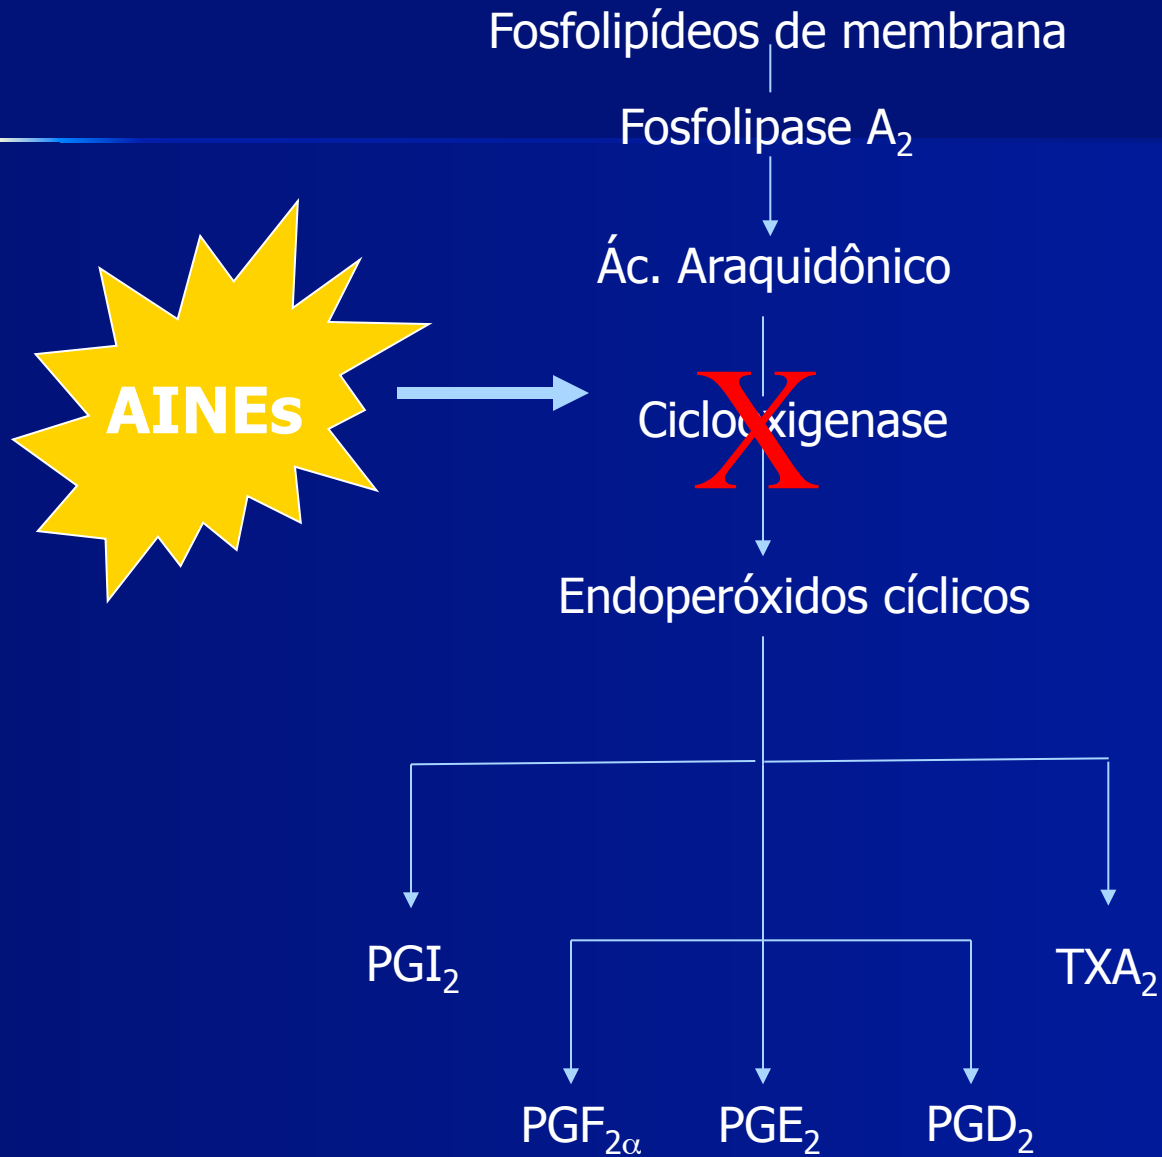 Fosfolipídeos de membrana
Fosfolipase A₂
Ác. Araquidônico
AINEs
Ciclooxigenase
X
Endoperóxidos cíclicos
PGI₂
TXA₂
PGF₂α
PGE₂
PGD₂